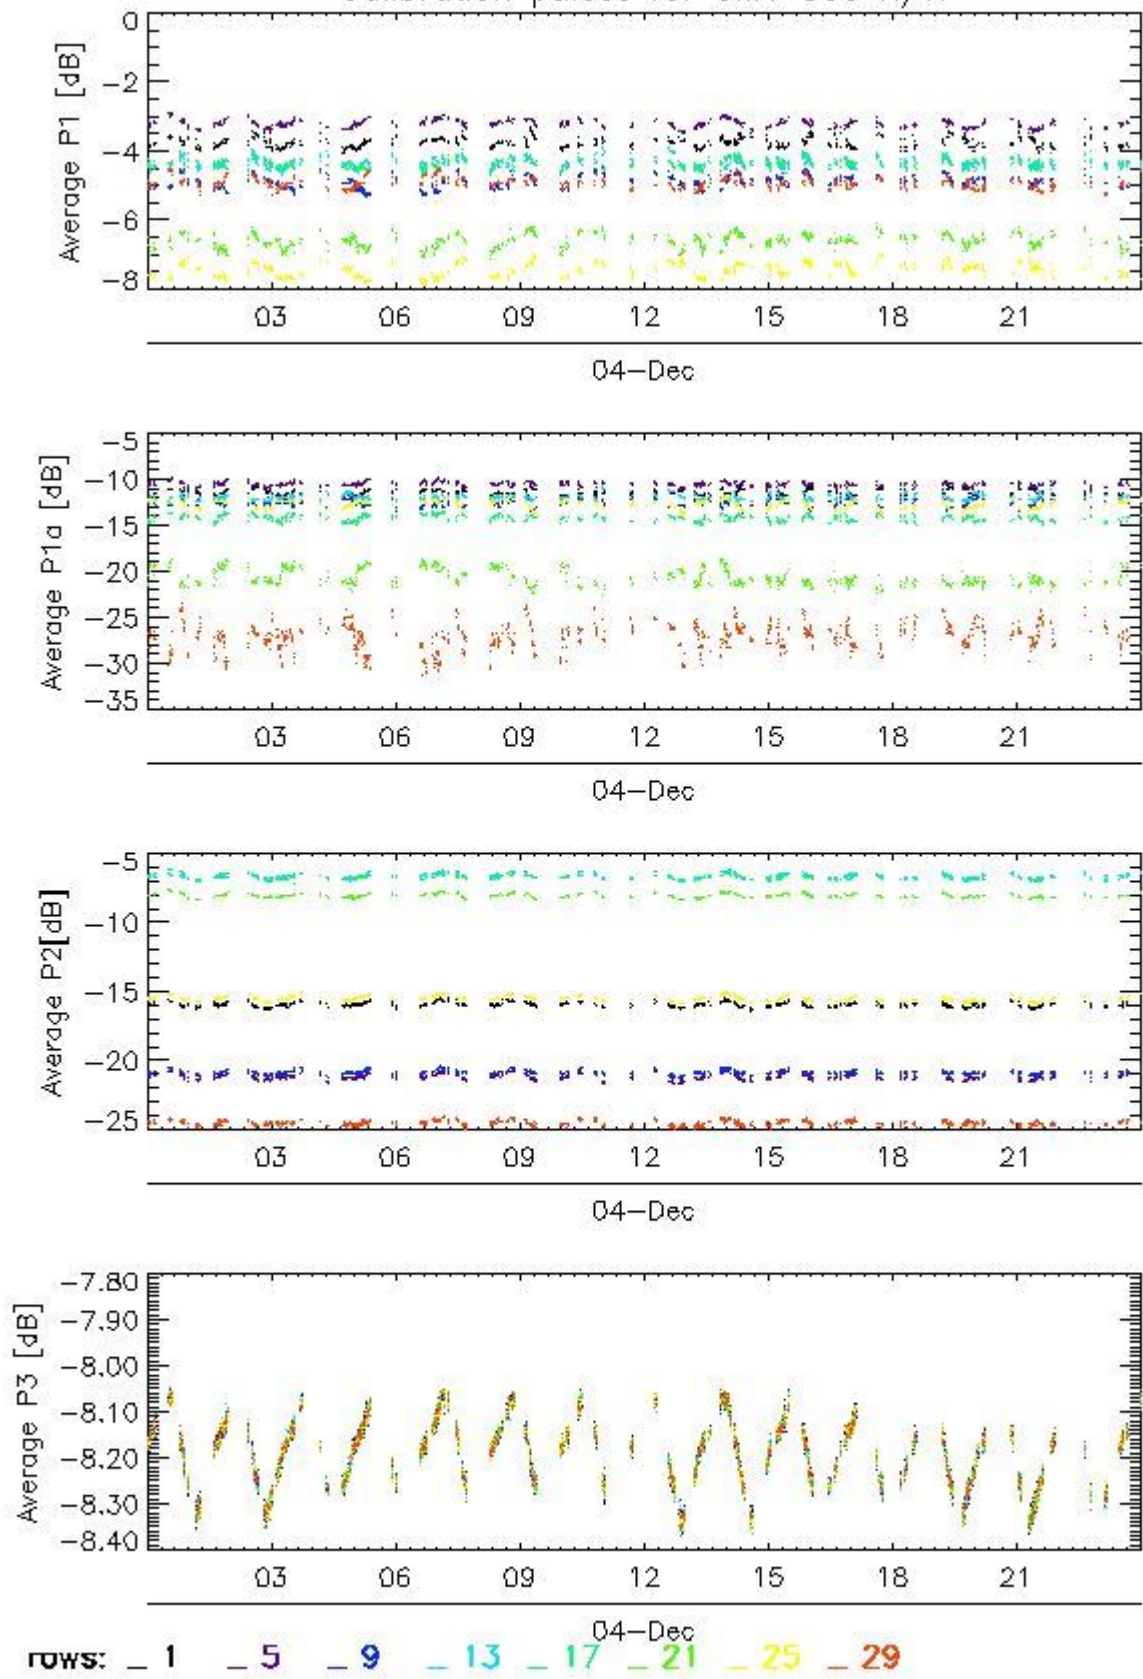 0
-2
-4
-6
-8
Average P1 [dB]
03 06 09 12 15 18 21
04-Dec
-5
-10
-15
-20
-25
-30
-35
Average P1a [dB]
03 06 09 12 15 18 21
04-Dec
-5
-10
-15
-20
-25
Average P2[dB]
03 06 09 12 15 18 21
04-Dec
-7.80
-7.90
-8.00
-8.10
-8.20
-8.30
-8.40
Average P3 [dB]
03 06 09 12 15 18 21
04-Dec
rows: _ 1 _ 5 _ 9 _ 13 _ 17 _ 21 _ 25 _ 29